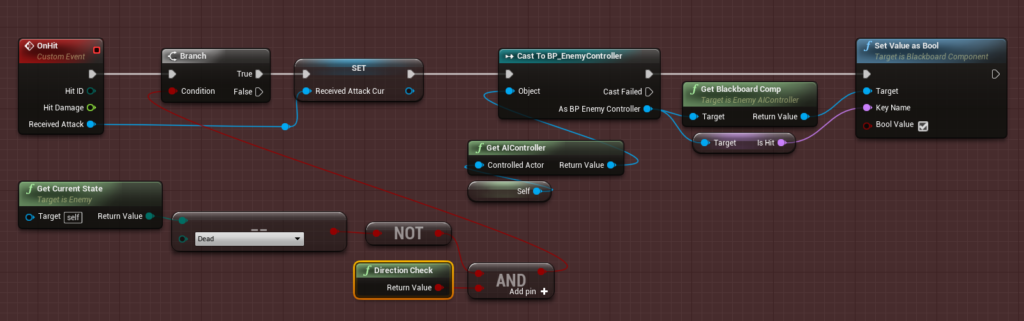 OnHit
Custom Event
Hit ID
Hit Damage
Received Attack
Branch
True
Condition
False
SET
Received Attack Cur
Cast To BP_EnemyController
Object
Cast Failed
As BP Enemy Controller
Get Blackboard Comp
Target is Enemy AIController
Target
Return Value
Target
Is Hit
Set Value as Bool
Target is Blackboard Component
Target
Key Name
Bool Value
Get AIController
Controlled Actor
Return Value
Self
Get Current State
Target is Enemy
Target self
Return Value
==
Dead
NOT
Direction Check
Return Value
AND
Add pin +